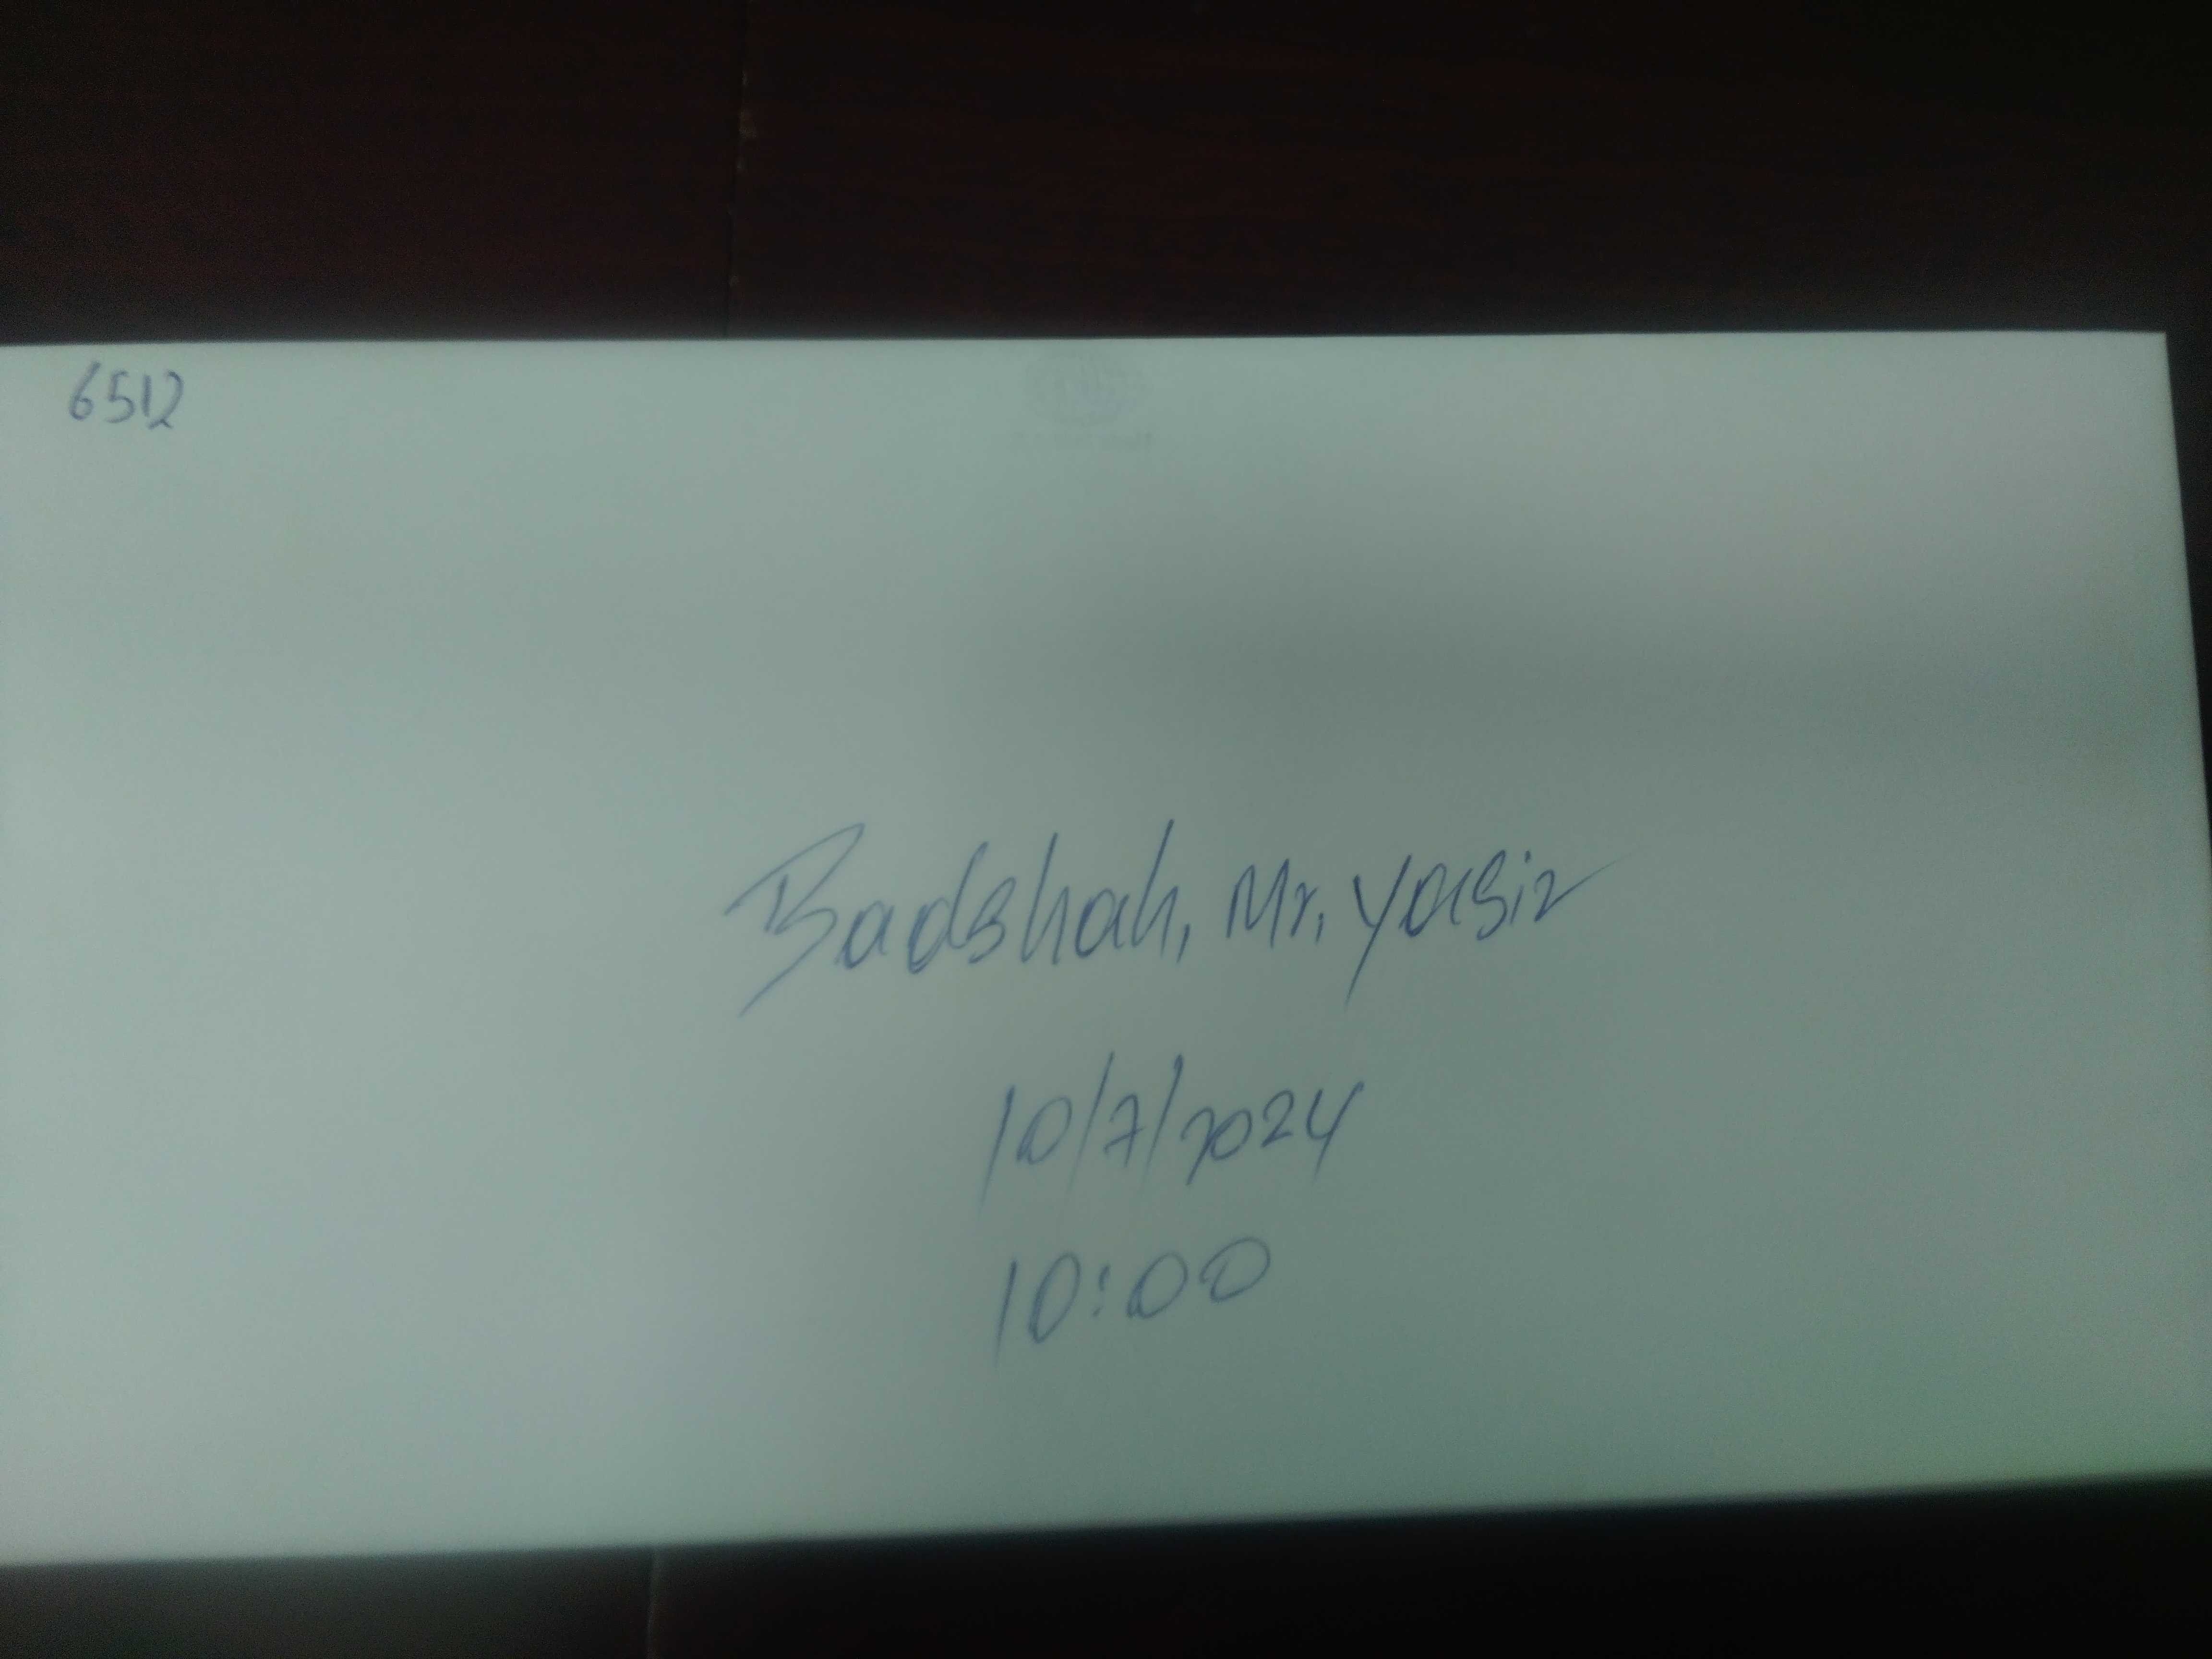 6512
Badshah, Mr. Yasir
10/7/2024
10:00